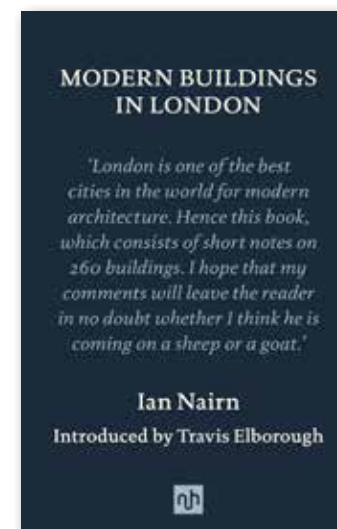 MODERN BUILDINGS
IN LONDON
'London is one of the best
cities in the world for modern
architecture. Hence this book,
which consists of short notes on
260 buildings. I hope that my
comments will leave the reader
in no doubt whether I think he is
coming on a sheep or a goat.'
Ian Nairn
Introduced by Travis Elborough